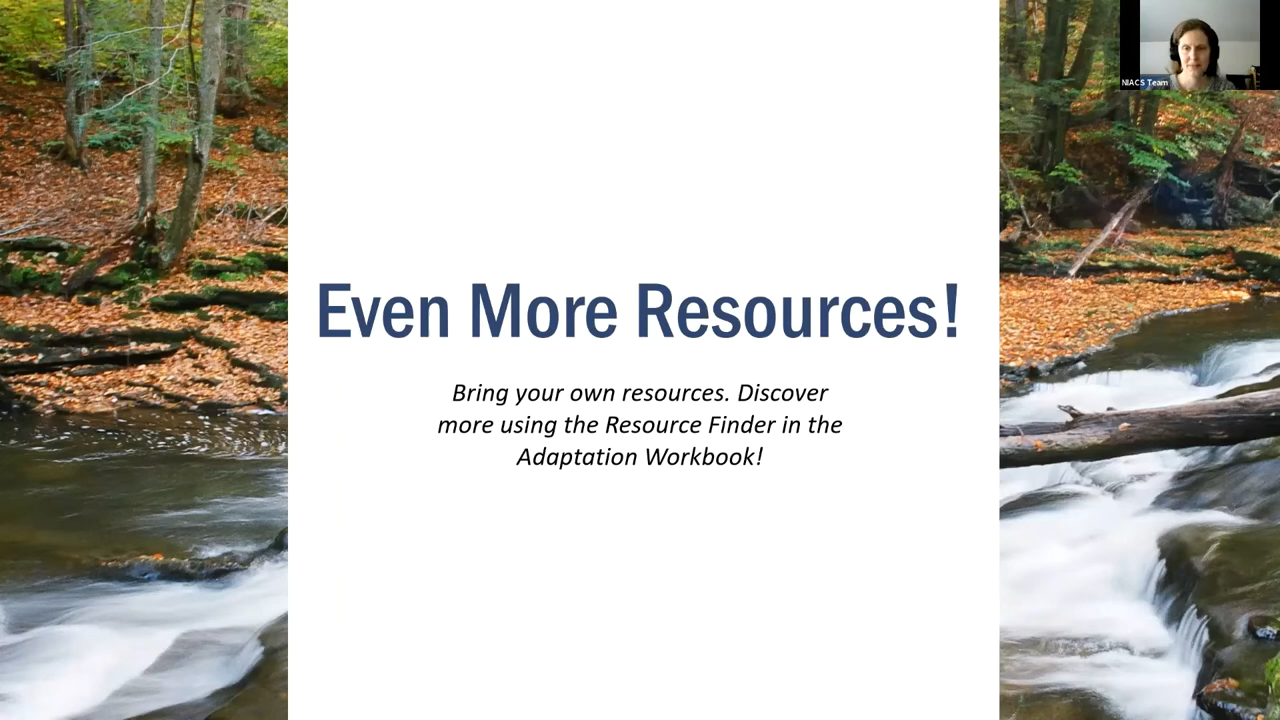 NIACS Team
Even More Resources!
Bring your own resources. Discover
more using the Resource Finder in the
Adaptation Workbook!